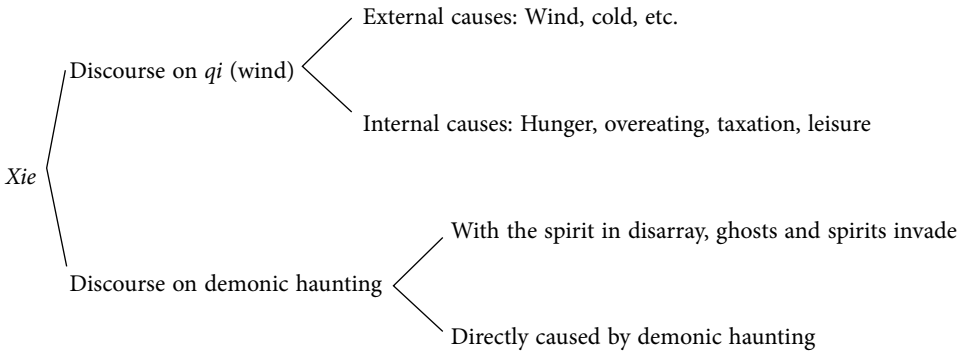 External causes: Wind, cold, etc.
Discourse on qi (wind)
Internal causes: Hunger, overeating, taxation, leisure
Xie
With the spirit in disarray, ghosts and spirits invade
Discourse on demonic haunting
Directly caused by demonic haunting